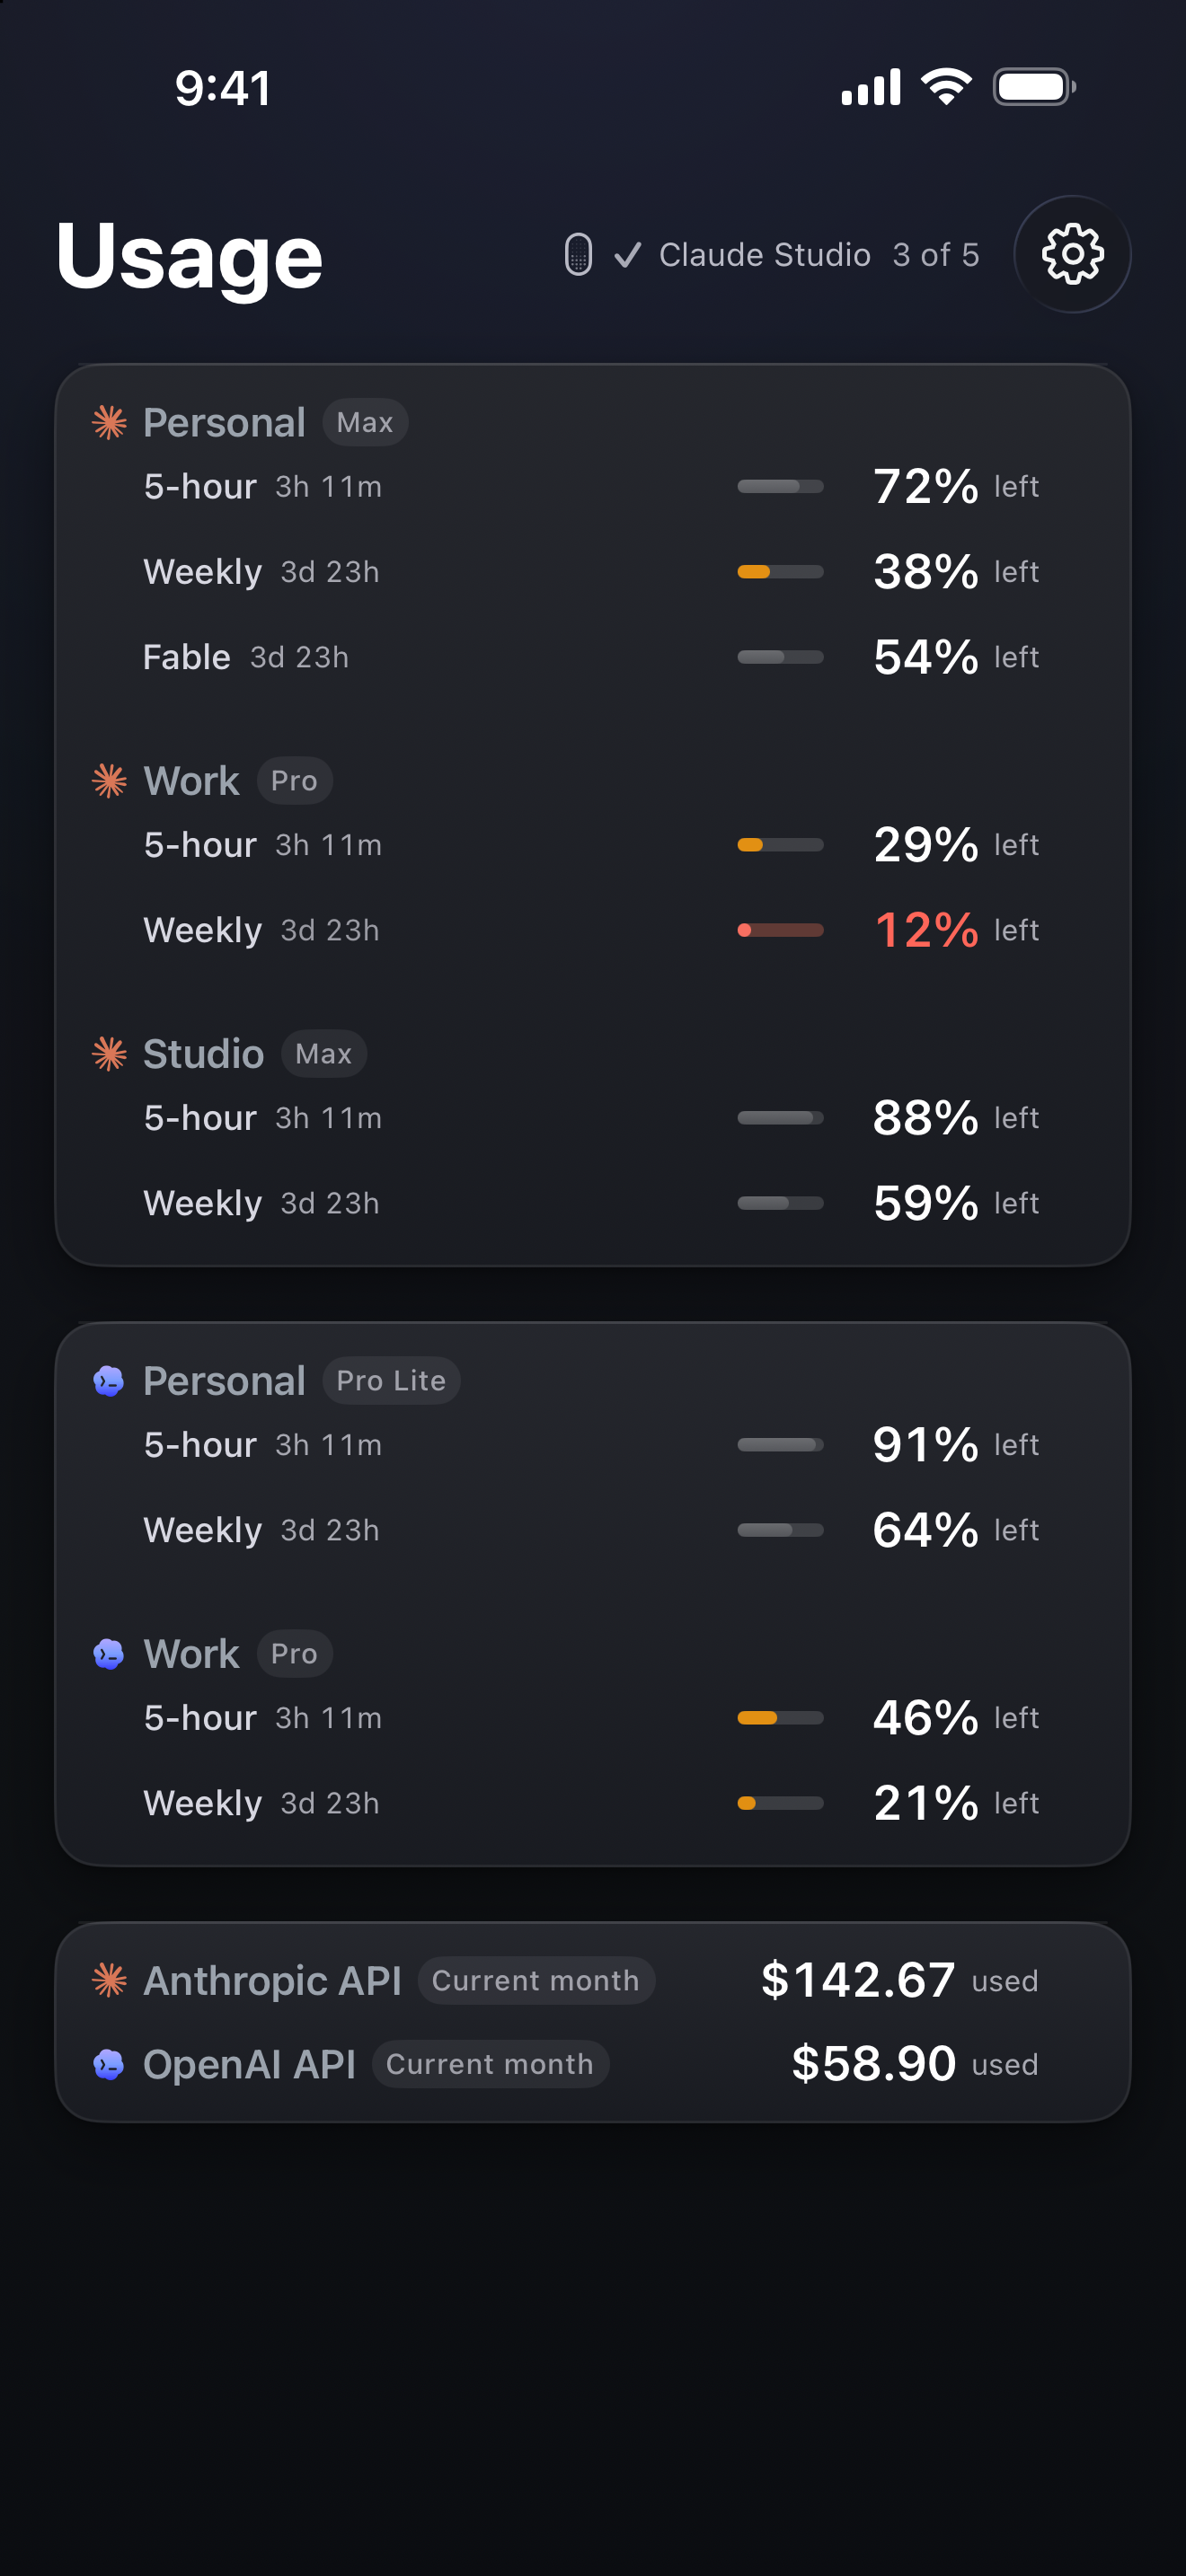 9:41
Usage
Claude Studio 3 of 5
Personal Max
5-hour 3h 11m 72% left
Weekly 3d 23h 38% left
Fable 3d 23h 54% left
Work Pro
5-hour 3h 11m 29% left
Weekly 3d 23h 12% left
Studio Max
5-hour 3h 11m 88% left
Weekly 3d 23h 59% left
Personal Pro Lite
5-hour 3h 11m 91% left
Weekly 3d 23h 64% left
Work Pro
5-hour 3h 11m 46% left
Weekly 3d 23h 21% left
Anthropic API Current month $142.67 used
OpenAI API Current month $58.90 used